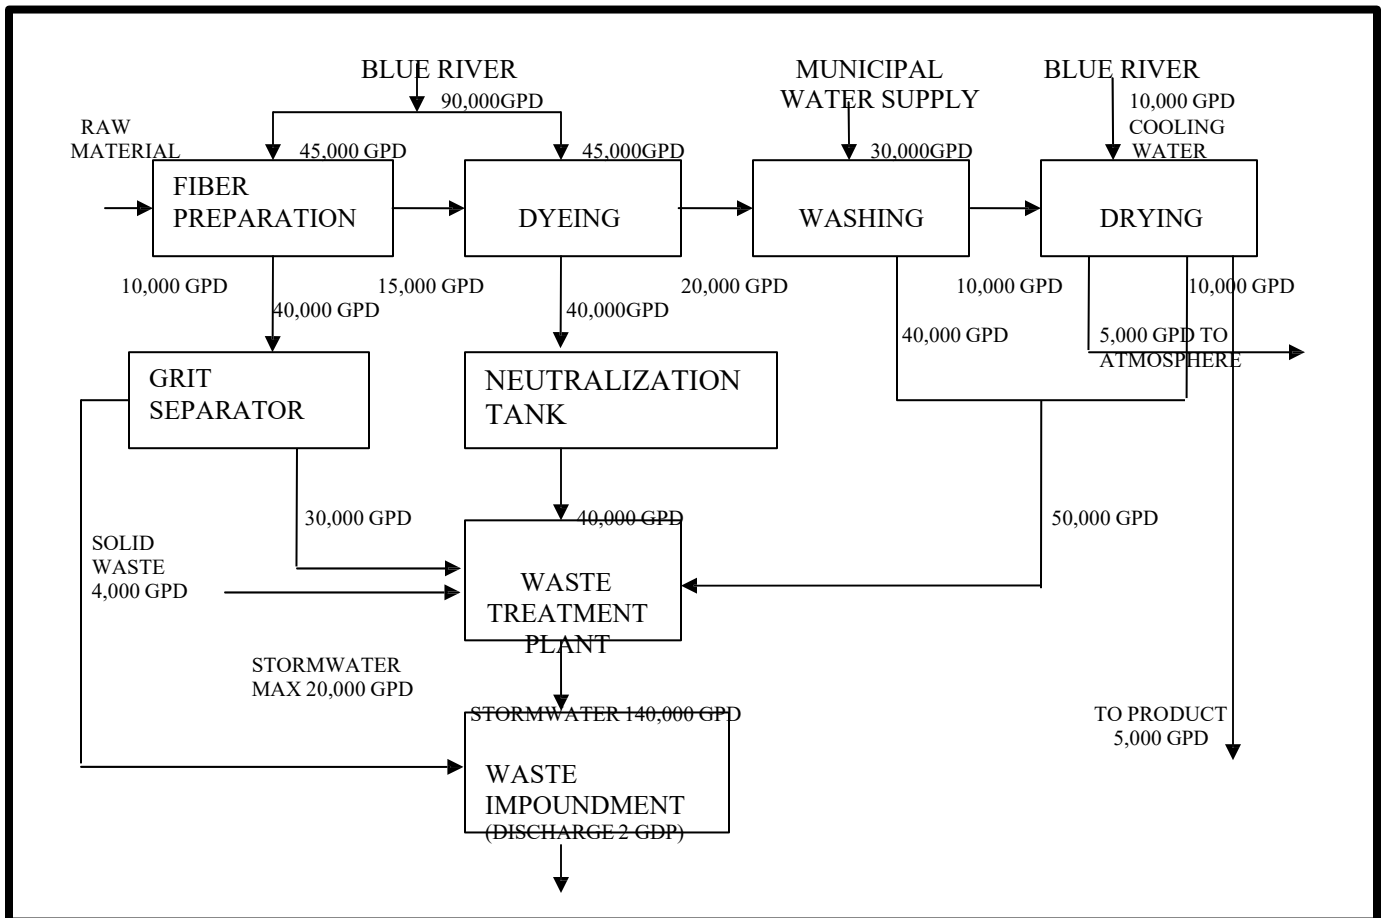 BLUE RIVER
MUNICIPAL
WATER SUPPLY
BLUE RIVER
90,000GPD
10,000 GPD
COOLING
WATER
RAW
MATERIAL
45,000 GPD
45,000GPD
30,000GPD
FIBER
PREPARATION
DYEING
WASHING
DRYING
10,000 GPD
15,000 GPD
20,000 GPD
10,000 GPD
10,000 GPD
40,000 GPD
40,000GPD
40,000 GPD
5,000 GPD TO
ATMOSPHERE
GRIT
SEPARATOR
NEUTRALIZATION
TANK
30,000 GPD
40,000 GPD
50,000 GPD
SOLID
WASTE
4,000 GPD
WASTE
TREATMENT
PLANT
STORMWATER
MAX 20,000 GPD
STORMWATER 140,000 GPD
TO PRODUCT
5,000 GPD
WASTE
IMPOUNDMENT
(DISCHARGE 2 GDP)